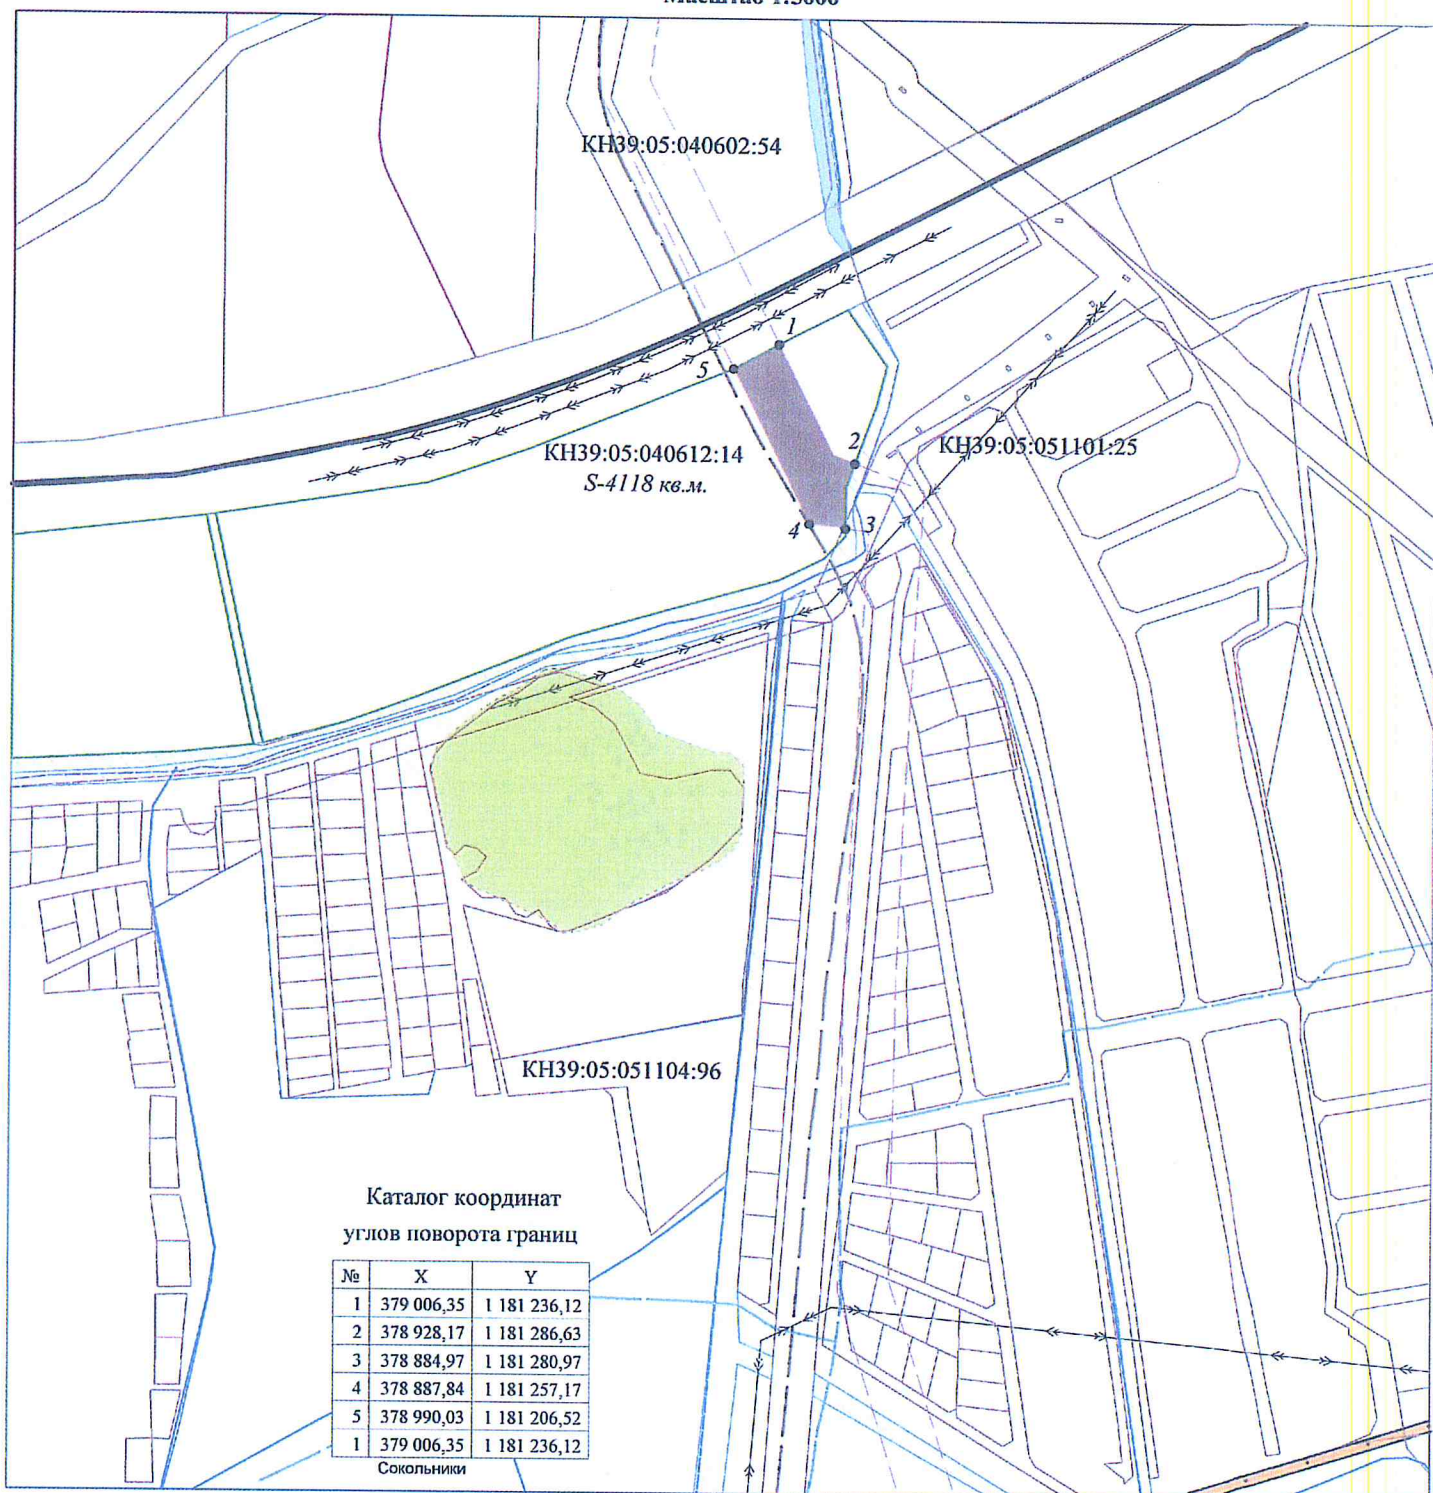 Масштаб 1:5000
КН39:05:040602:54
1
5
2
КН39:05:040612:14
S-4118 кв.м.
КН39:05:051101:25
4
3
КН39:05:051104:96
Каталог координат
углов поворота границ
№ X Y
1 379 006,35 1 181 236,12
2 378 928,17 1 181 286,63
3 378 884,97 1 181 280,97
4 378 887,84 1 181 257,17
5 378 990,03 1 181 206,52
1 379 006,35 1 181 236,12
Сокольники